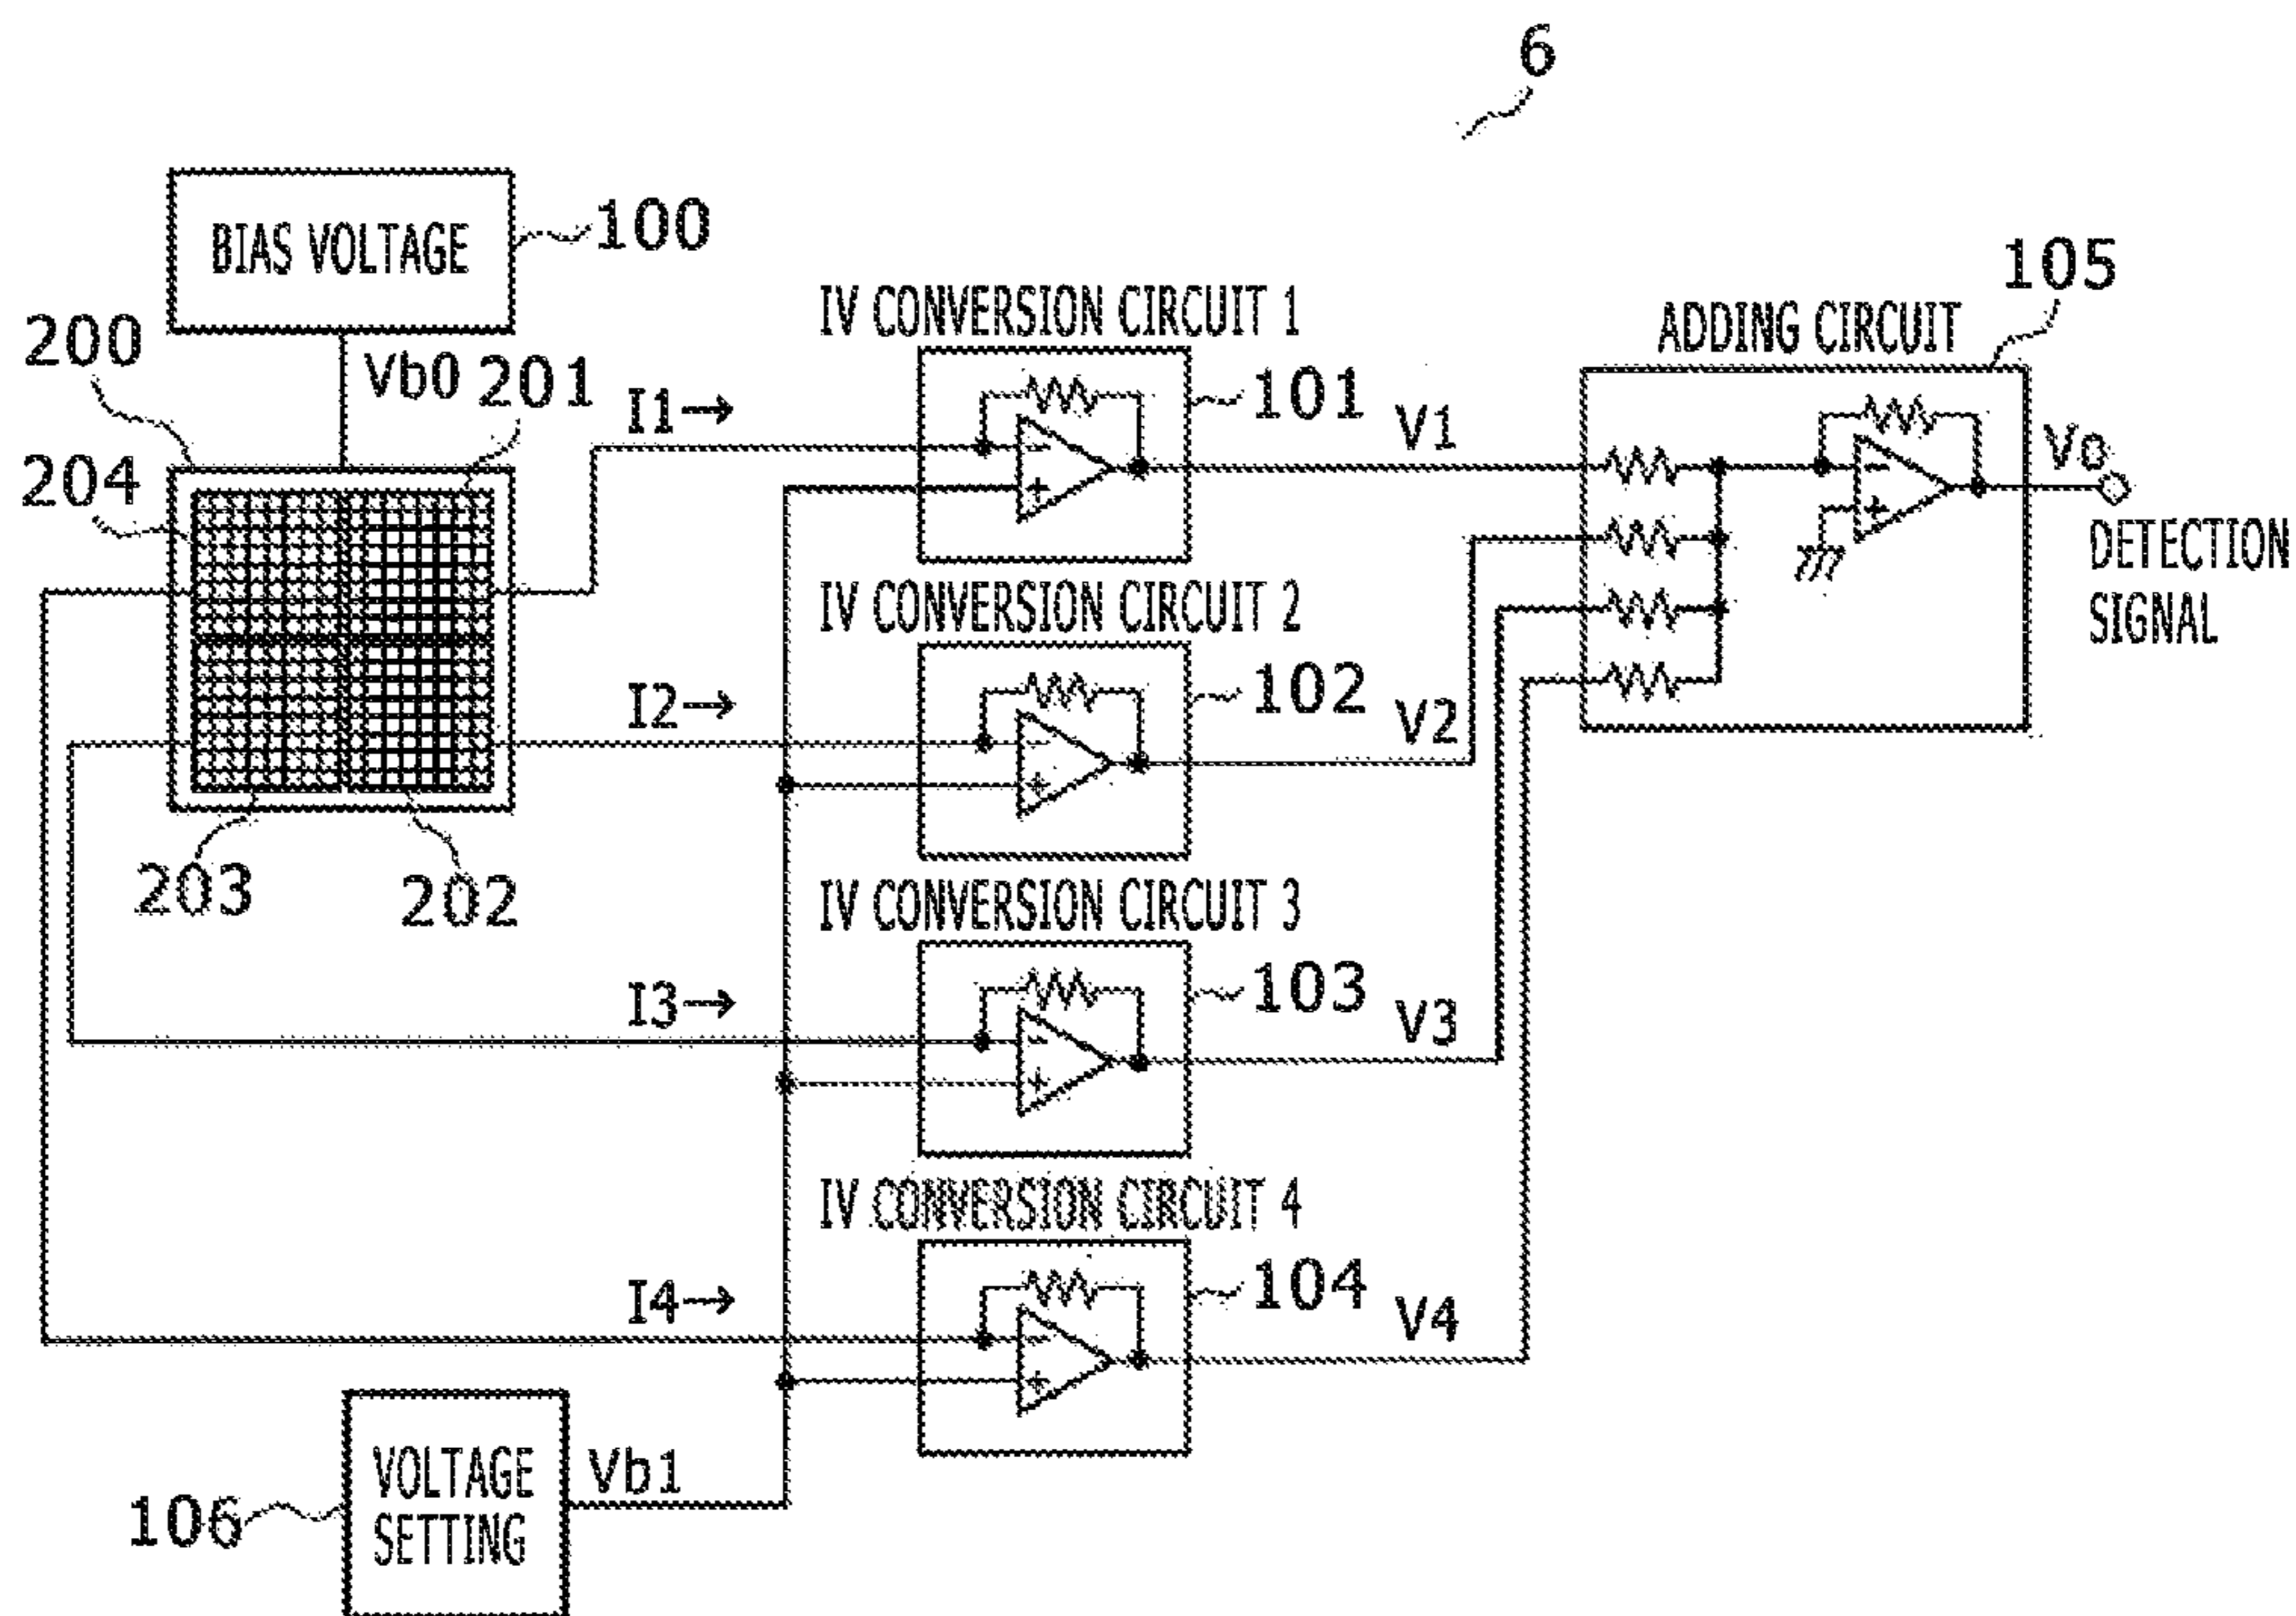 6
BIAS VOLTAGE
100
200
Vb0
201
204
203
202
I1→
IV CONVERSION CIRCUIT 1
101
V1
ADDING CIRCUIT
105
Vo
DETECTION
SIGNAL
I2→
IV CONVERSION CIRCUIT 2
102
V2
I3→
IV CONVERSION CIRCUIT 3
103
V3
I4→
IV CONVERSION CIRCUIT 4
104
V4
VOLTAGE
SETTING
106
Vb1